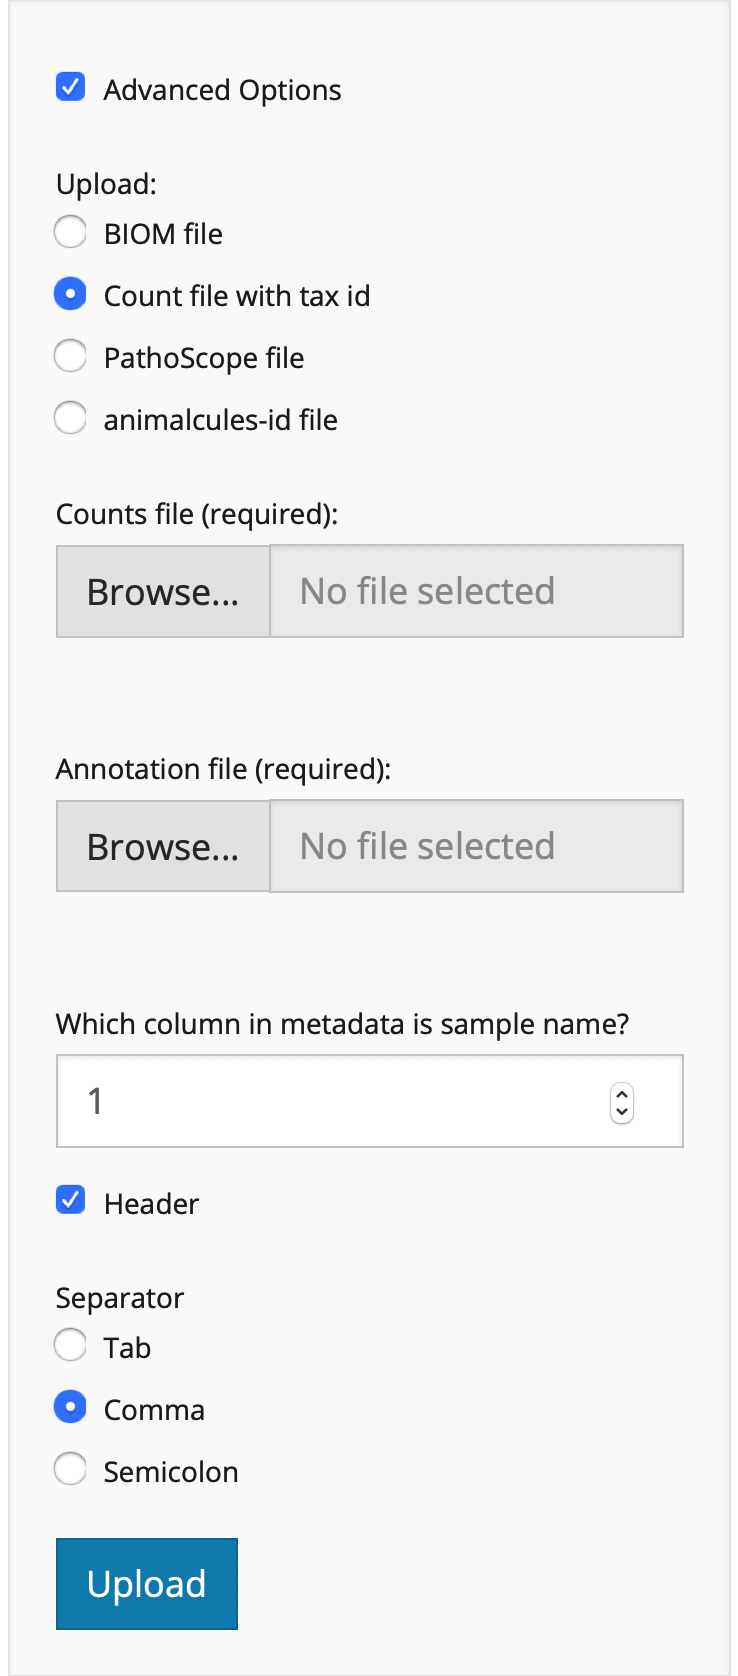 Advanced Options
Upload:
BIOM file
Count file with tax id
PathoScope file
animalcules-id file
Counts file (required):
Browse... No file selected
Annotation file (required):
Browse... No file selected
Which column in metadata is sample name?
1
Header
Separator
Tab
Comma
Semicolon
Upload